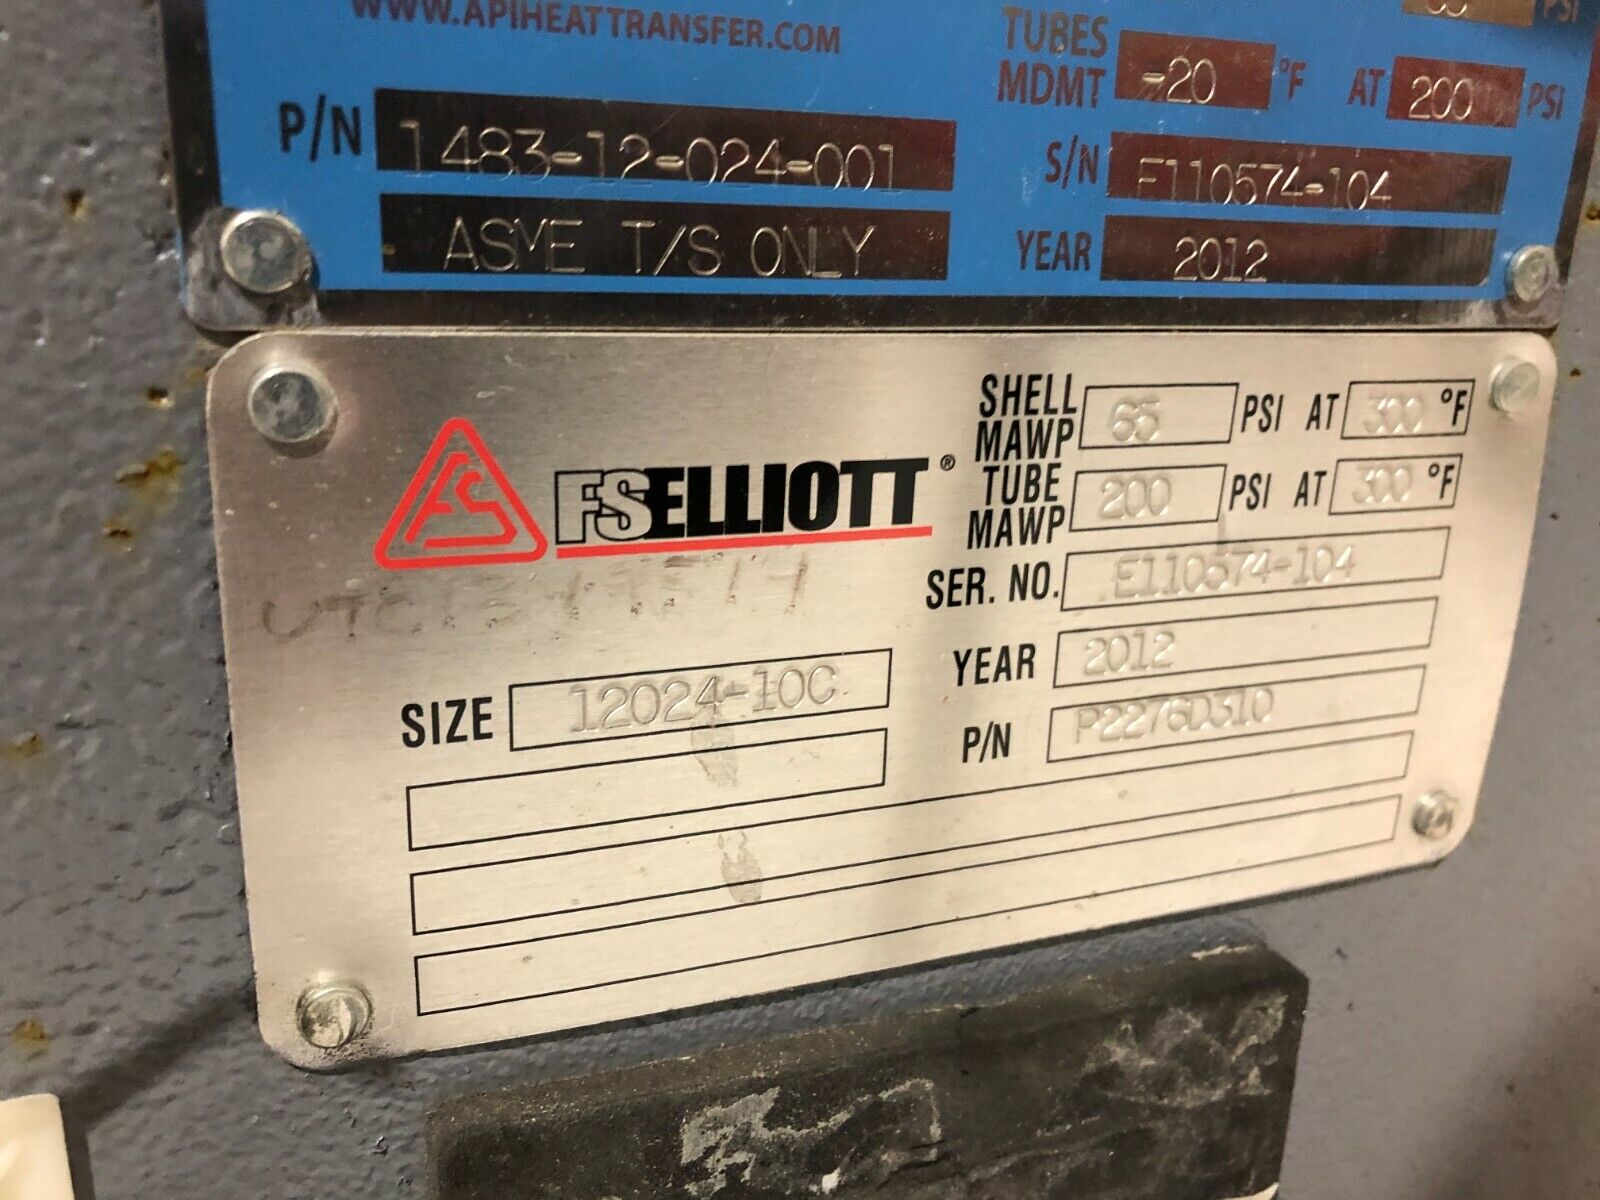 WWW.APIHEATTRANSFER.COM
TUBES
MDMT -20 °F AT 200 PSI
PSI
P/N 1483-12-024-001
S/N E110574-104
ASME T/S ONLY
YEAR 2012
FS
FSELLIOTT®
SHELL MAWP 65 PSI AT 300 °F
TUBE MAWP 200 PSI AT 300 °F
SER. NO. E110574-104
YEAR 2012
SIZE 12024-10C
P/N P2276D310